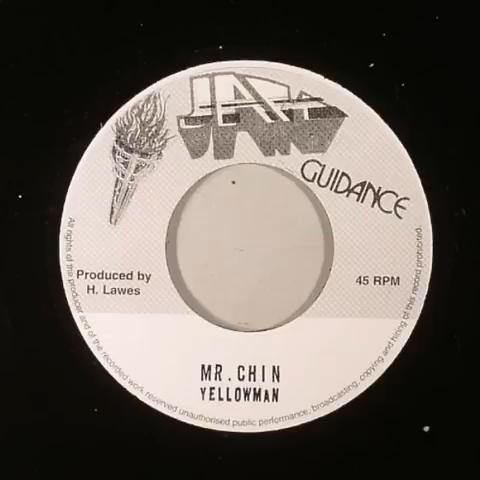 JAH
GUIDANCE
Produced by
H. Lawes
45 RPM
MR. CHIN
YELLOWMAN
All rights of the producer and of the recorded work reserved unauthorised public performance, broadcasting, copying and hiring of this record prohibited.